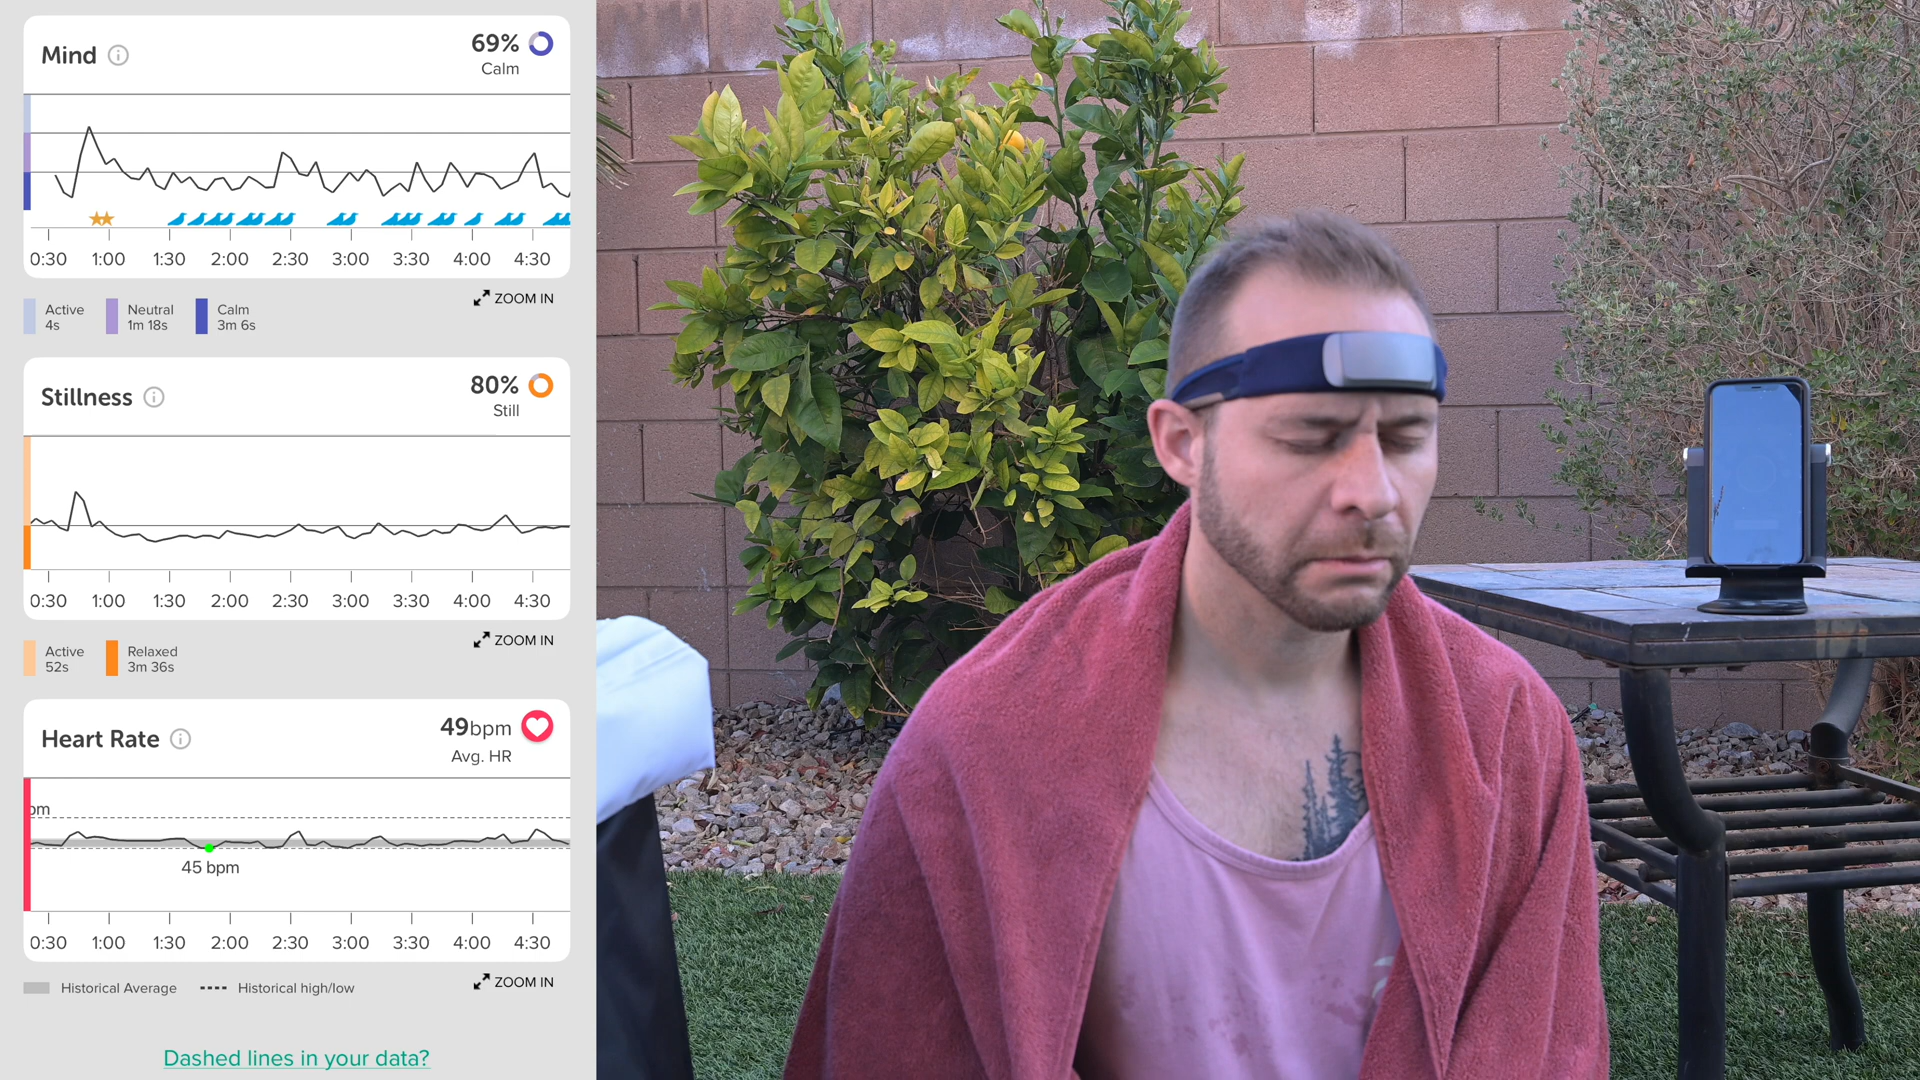 Mind
69%
Calm
0:30 1:00 1:30 2:00 2:30 3:00 3:30 4:00 4:30
Active
4s
Neutral
1m 18s
Calm
3m 6s
ZOOM IN
Stillness
80%
Still
0:30 1:00 1:30 2:00 2:30 3:00 3:30 4:00 4:30
Active
52s
Relaxed
3m 36s
ZOOM IN
Heart Rate
49bpm
Avg. HR
45 bpm
0:30 1:00 1:30 2:00 2:30 3:00 3:30 4:00 4:30
Historical Average
Historical high/low
ZOOM IN
Dashed lines in your data?